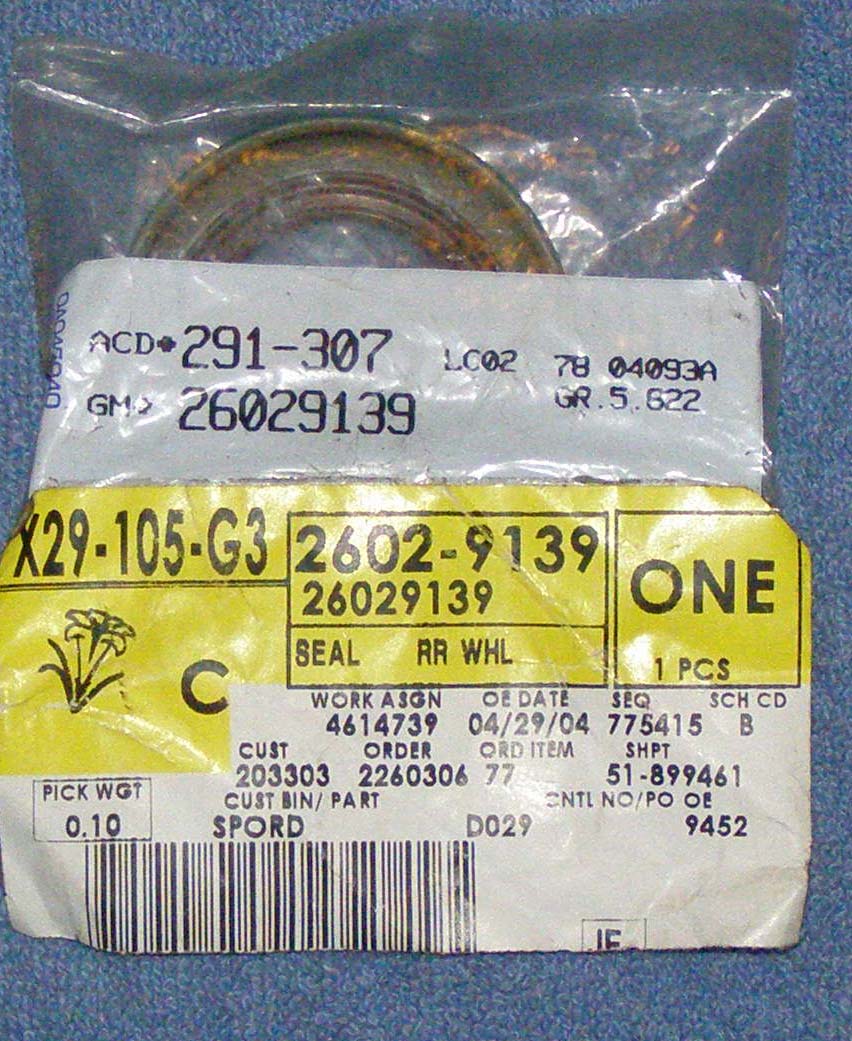 ACD• 291-307 LC02 78 04093A
GM> 26029139 GR.5.822
X29-105-G3
2602-9139
26029139
ONE
SEAL RR WHL
1 PCS
C
WORK ASGN OE DATE SEQ SCH CD
4614739 04/29/04 775415 B
CUST ORDER ORD ITEM SHPT
203303 2260306 77 51-899461
PICK WGT
0.10
CUST BIN/ PART CNTL NO/PO OE
SPORD D029 9452